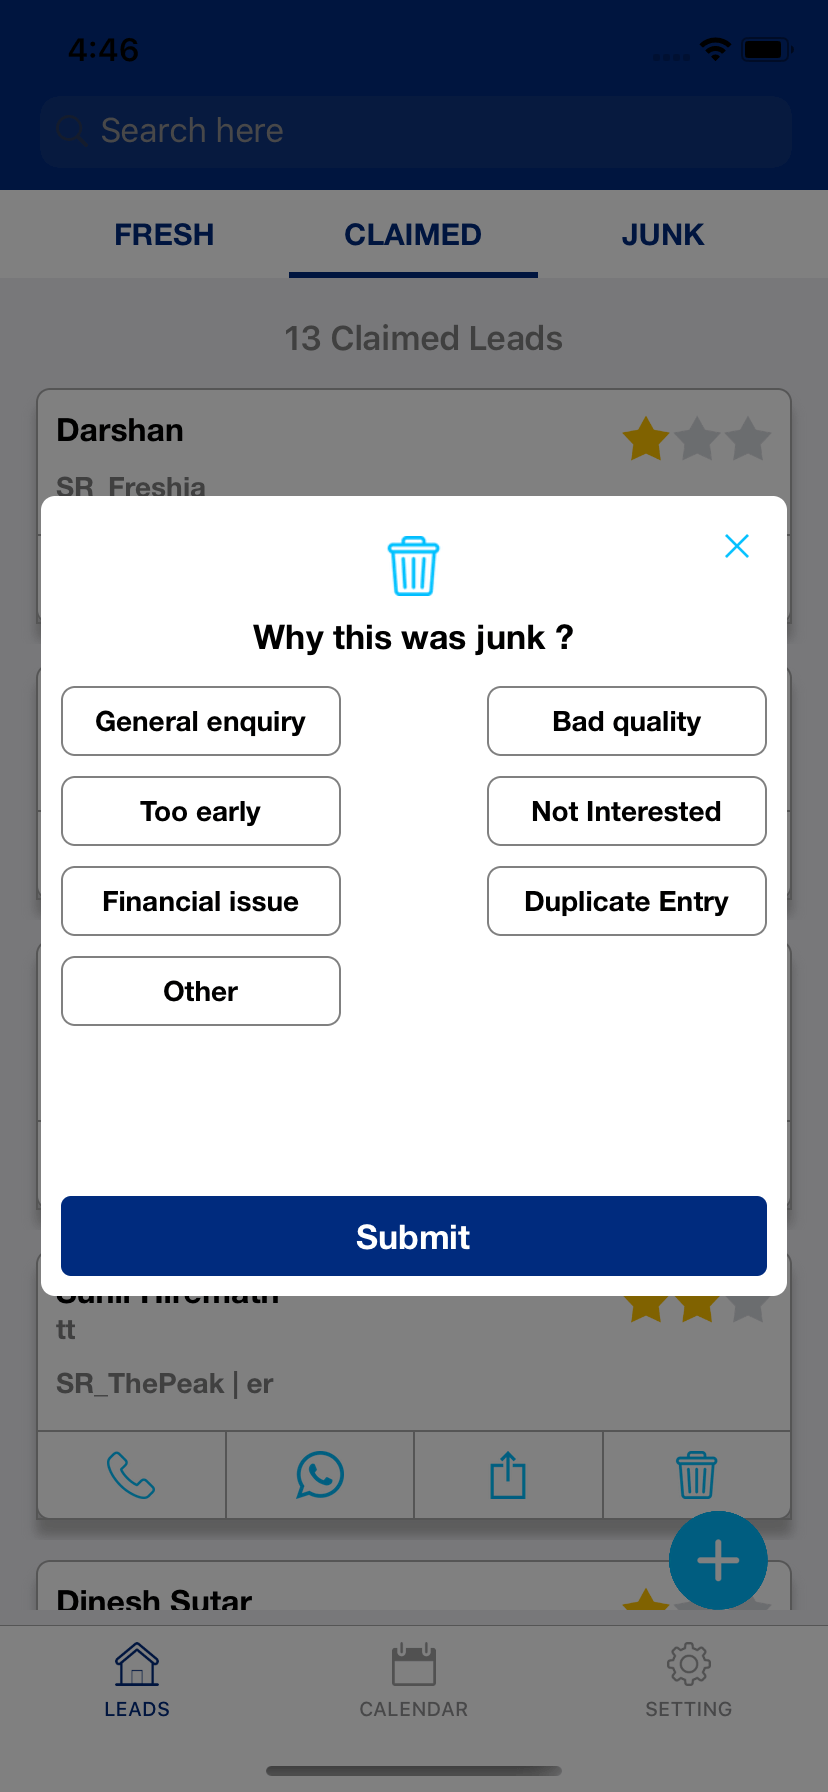 4:46
Search here
FRESH CLAIMED JUNK
13 Claimed Leads
Darshan
SR_Freshia
Why this was junk ?
General enquiry Bad quality
Too early Not Interested
Financial issue Duplicate Entry
Other
Submit
Sunil Hiremath
tt
SR_ThePeak | er
Dinesh Sutar
LEADS CALENDAR SETTING